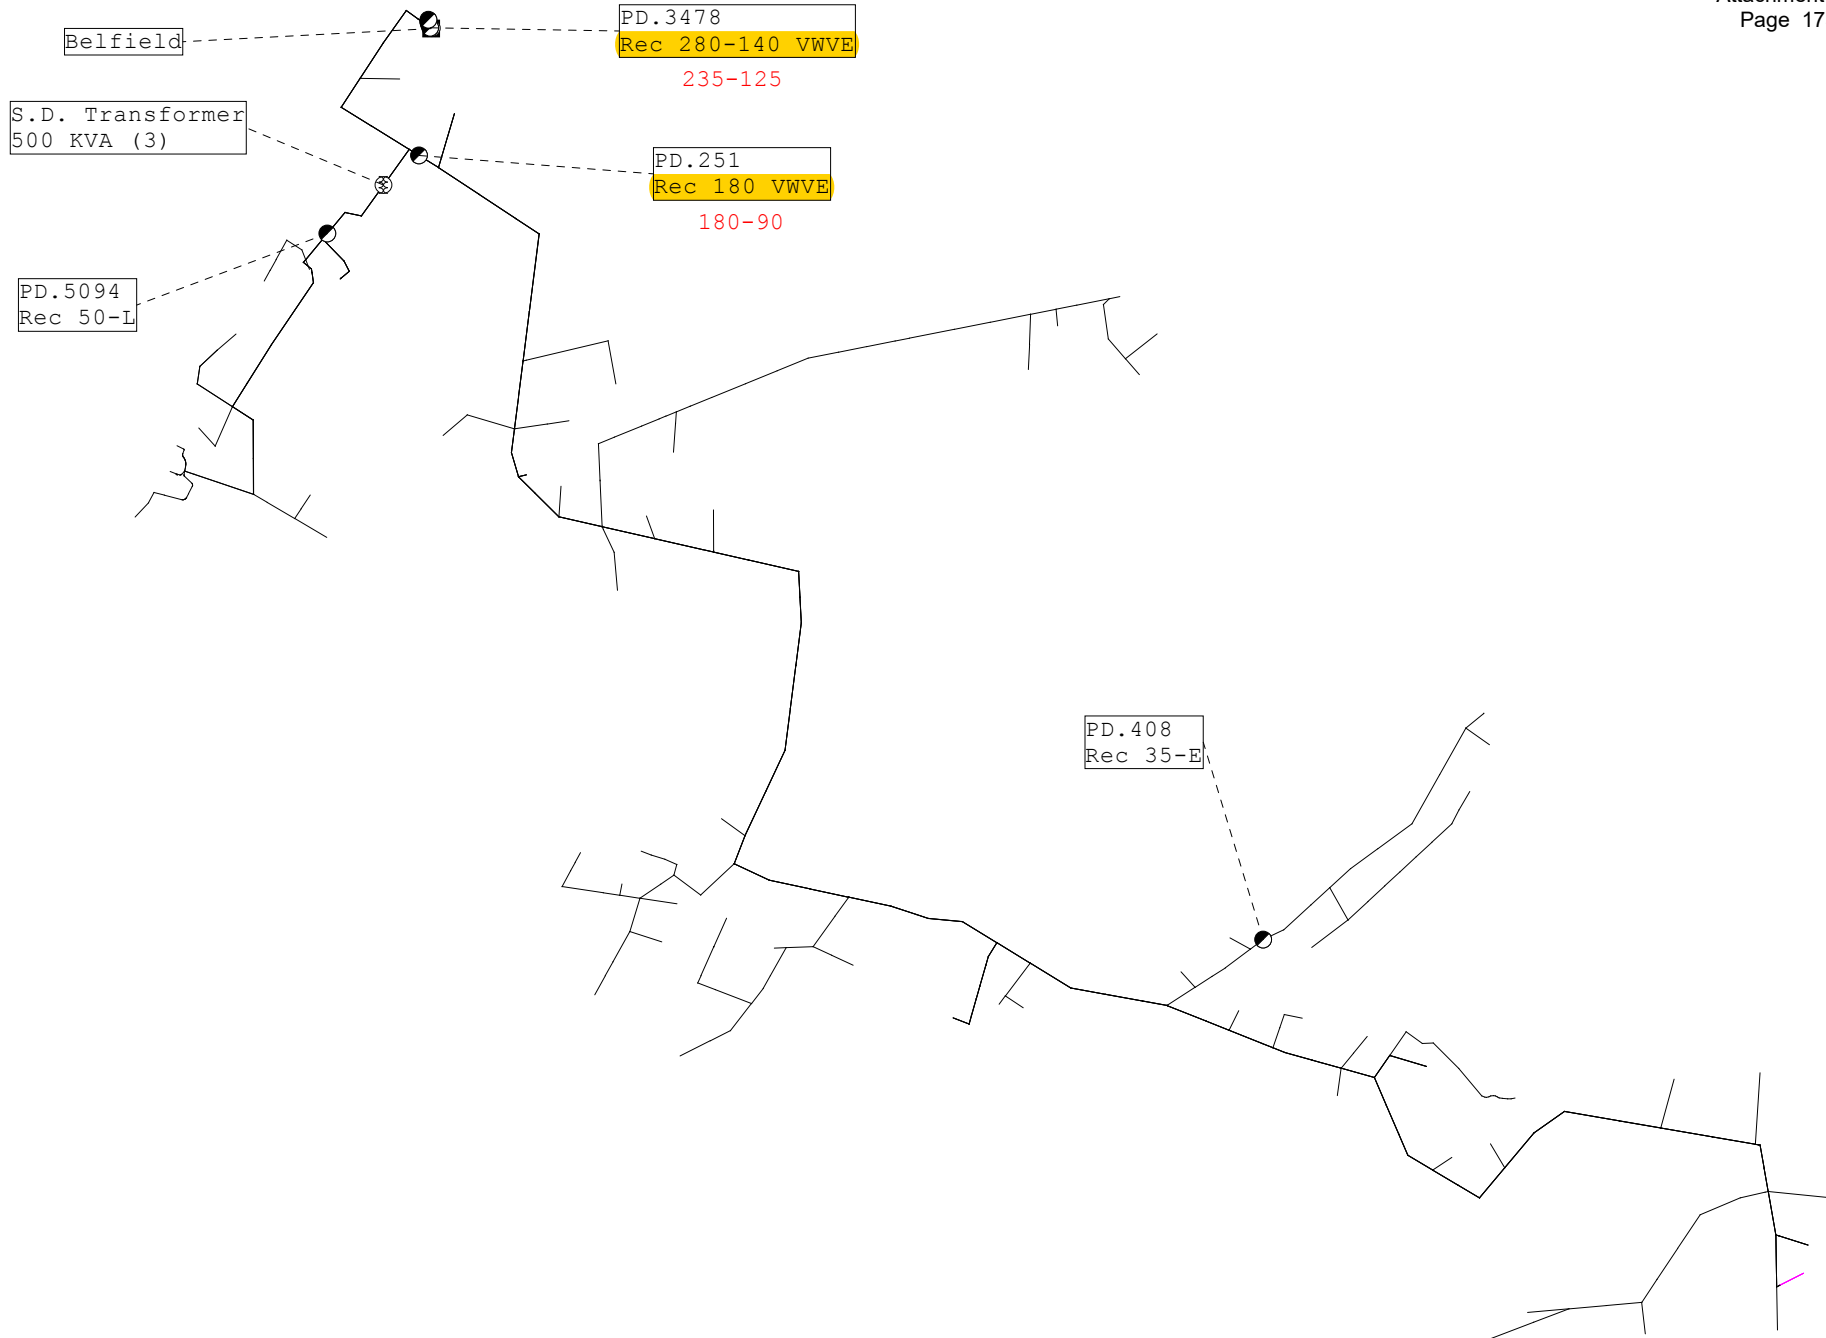 Attachment
Page 17
Belfield
PD.3478
Rec 280-140 VWVE
235-125
S.D. Transformer
500 KVA (3)
PD.251
Rec 180 VWVE
180-90
PD.5094
Rec 50-L
PD.408
Rec 35-E